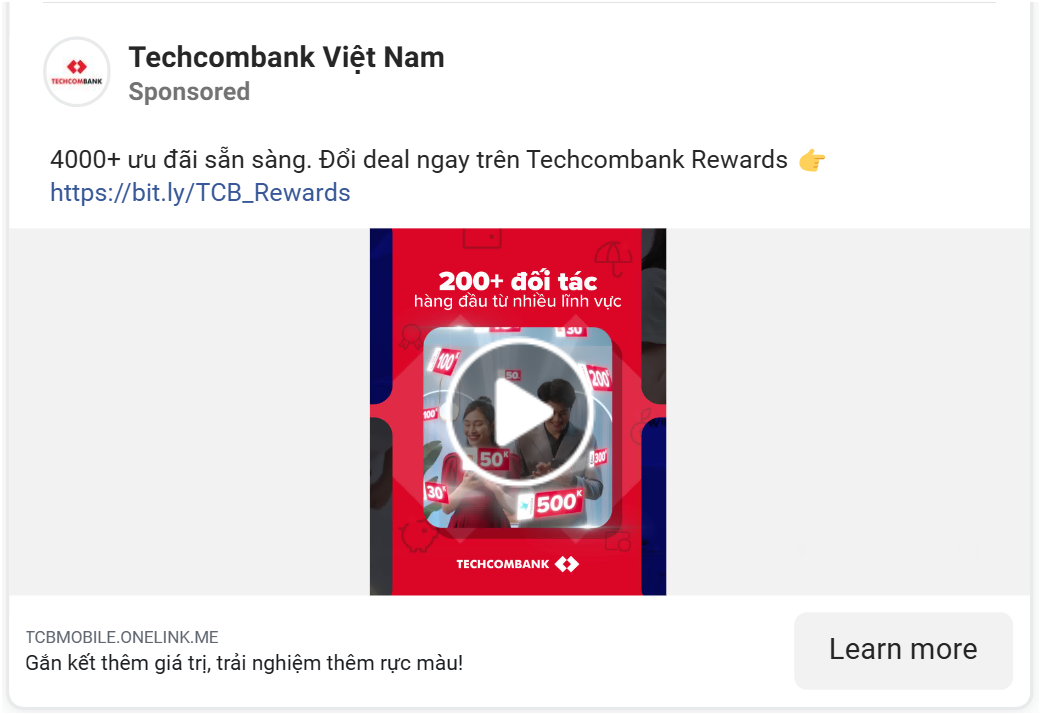 Techcombank Việt Nam
TECHCOMBANK
Sponsored
4000+ ưu đãi sẵn sàng. Đổi deal ngay trên Techcombank Rewards 👉
https://bit.ly/TCB_Rewards
200+ đối tác
hàng đầu từ nhiều lĩnh vực
30K
100K
50
200
100K
50K
300K
30K
500K
TECHCOMBANK
TCBMOBILE.ONELINK.ME
Gắn kết thêm giá trị, trải nghiệm thêm rực màu!
Learn more